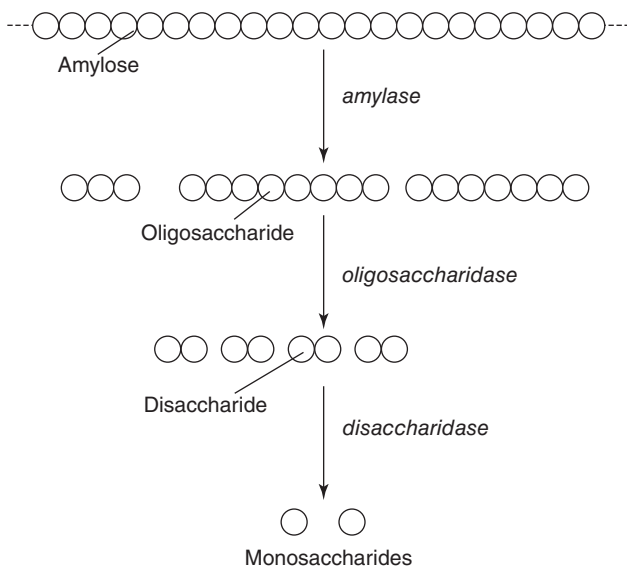 Amylose
amylase
Oligosaccharide
oligosaccharidase
Disaccharide
disaccharidase
Monosaccharides